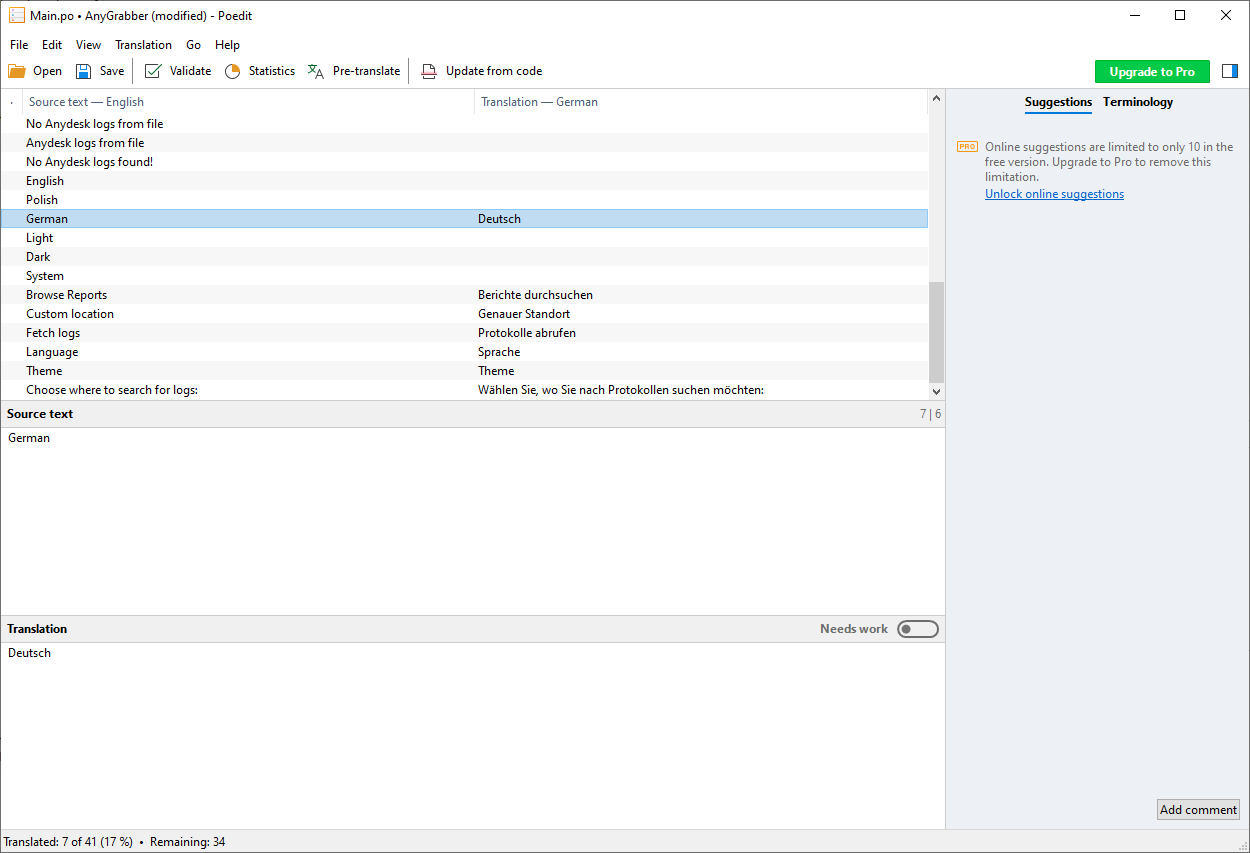 Main.po • AnyGrabber (modified) - Poedit
File Edit View Translation Go Help
Open Save Validate Statistics Pre-translate Update from code Upgrade to Pro
Source text — English Translation — German
No Anydesk logs from file
Anydesk logs from file
No Anydesk logs found!
English
Polish
German Deutsch
Light
Dark
System
Browse Reports Berichte durchsuchen
Custom location Genauer Standort
Fetch logs Protokolle abrufen
Language Sprache
Theme Theme
Choose where to search for logs: Wählen Sie, wo Sie nach Protokollen suchen möchten:
Source text 7 | 6
German
Translation Needs work
Deutsch
Translated: 7 of 41 (17 %) • Remaining: 34
Suggestions Terminology
PRO Online suggestions are limited to only 10 in the
free version. Upgrade to Pro to remove this
limitation.
Unlock online suggestions
Add comment